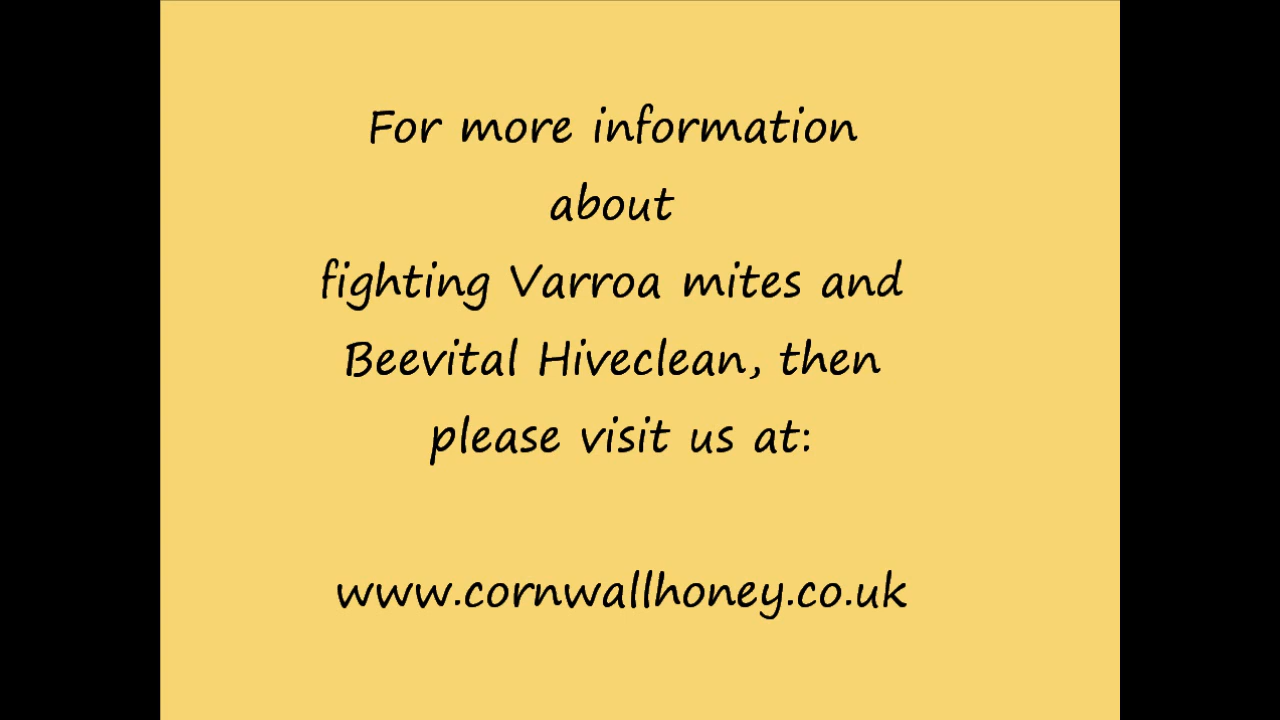 For more information
about
fighting Varroa mites and
Beevital Hiveclean, then
please visit us at:
www.cornwallhoney.co.uk